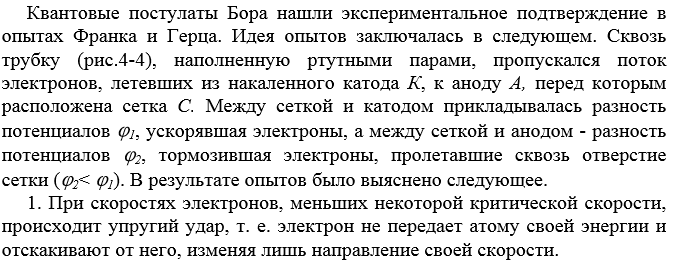 Квантовые постулаты Бора нашли экспериментальное подтверждение в
опытах Франка и Герца. Идея опытов заключалась в следующем. Сквозь
трубку (рис.4-4), наполненную ртутными парами, пропускался поток
электронов, летевших из накаленного катода К, к аноду А, перед которым
расположена сетка С. Между сеткой и катодом прикладывалась разность
потенциалов φ₁, ускорявшая электроны, а между сеткой и анодом - разность
потенциалов φ₂, тормозившая электроны, пролетавшие сквозь отверстие
сетки (φ₂< φ₁). В результате опытов было выяснено следующее.
1. При скоростях электронов, меньших некоторой критической скорости,
происходит упругий удар, т. е. электрон не передает атому своей энергии и
отскакивают от него, изменяя лишь направление своей скорости.